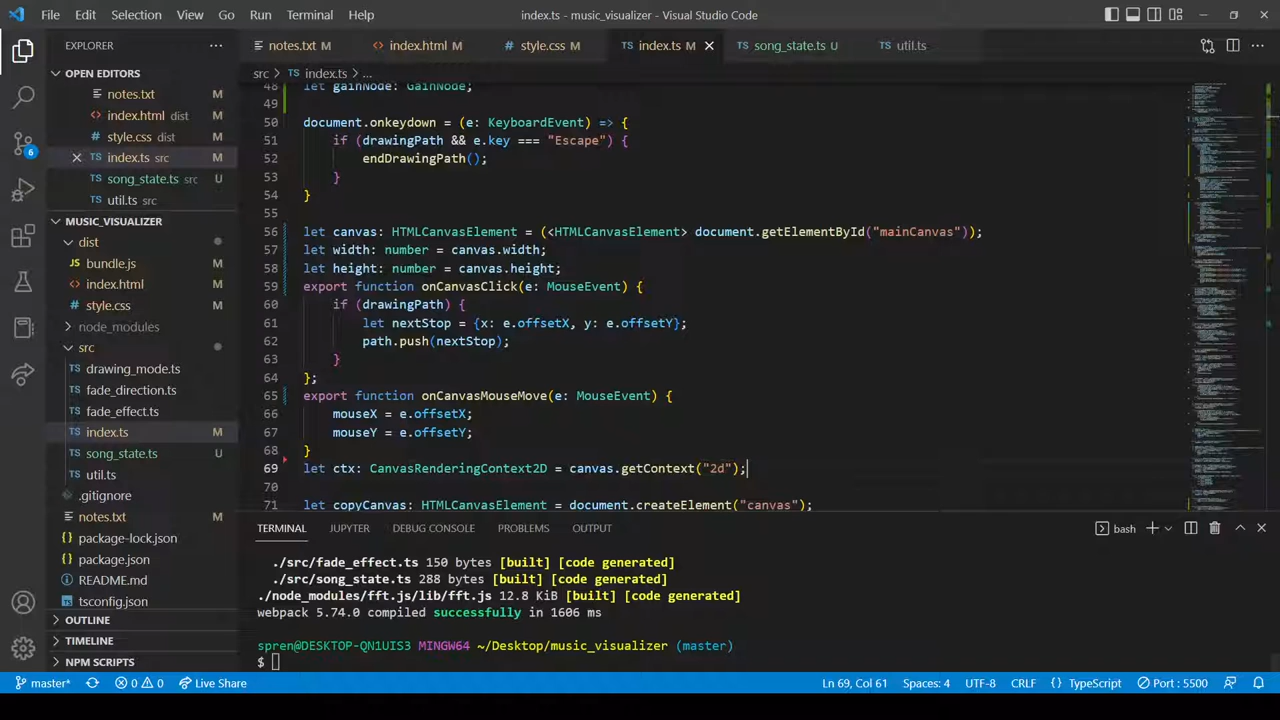 File Edit Selection View Go Run Terminal Help index.ts - music_visualizer - Visual Studio Code
EXPLORER
OPEN EDITORS
notes.txt M
index.html dist M
style.css dist M
index.ts src M
song_state.ts src U
util.ts src M
MUSIC_VISUALIZER
dist
bundle.js
index.html
style.css
node_modules
src
drawing_mode.ts
fade_direction.ts
fade_effect.ts
index.ts M
song_state.ts U
util.ts
.gitignore
notes.txt M
package-lock.json
package.json
README.md
tsconfig.json
OUTLINE
TIMELINE
NPM SCRIPTS
6
notes.txt M index.html M style.css M index.ts M song_state.ts U util.ts
src > index.ts > ...
48 let gainNode: GainNode;
49
50 document.onkeydown = (e: KeyboardEvent) => {
51 if (drawingPath && e.key === "Escape") {
52 endDrawingPath();
53 }
54 }
55
56 let canvas: HTMLCanvasElement = (<HTMLCanvasElement> document.getElementById("mainCanvas"));
57 let width: number = canvas.width;
58 let height: number = canvas.height;
59 export function onCanvasClick(e: MouseEvent) {
60 if (drawingPath) {
61 let nextStop = {x: e.offsetX, y: e.offsetY};
62 path.push(nextStop);
63 }
64 };
65 export function onCanvasMouseMove(e: MouseEvent) {
66 mouseX = e.offsetX;
67 mouseY = e.offsetY;
68 }
69 let ctx: CanvasRenderingContext2D = canvas.getContext("2d");
70
71 let copyCanvas: HTMLCanvasElement = document.createElement("canvas");
TERMINAL JUPYTER DEBUG CONSOLE PROBLEMS OUTPUT bash
./src/fade_effect.ts 150 bytes [built] [code generated]
./src/song_state.ts 288 bytes [built] [code generated]
./node_modules/fft.js/lib/fft.js 12.8 KiB [built] [code generated]
webpack 5.74.0 compiled successfully in 1606 ms
spren@DESKTOP-QN1UIS3 MINGW64 ~/Desktop/music_visualizer (master)
$
master* 0 0 Live Share Ln 69, Col 61 Spaces: 4 UTF-8 CRLF {} TypeScript Port : 5500